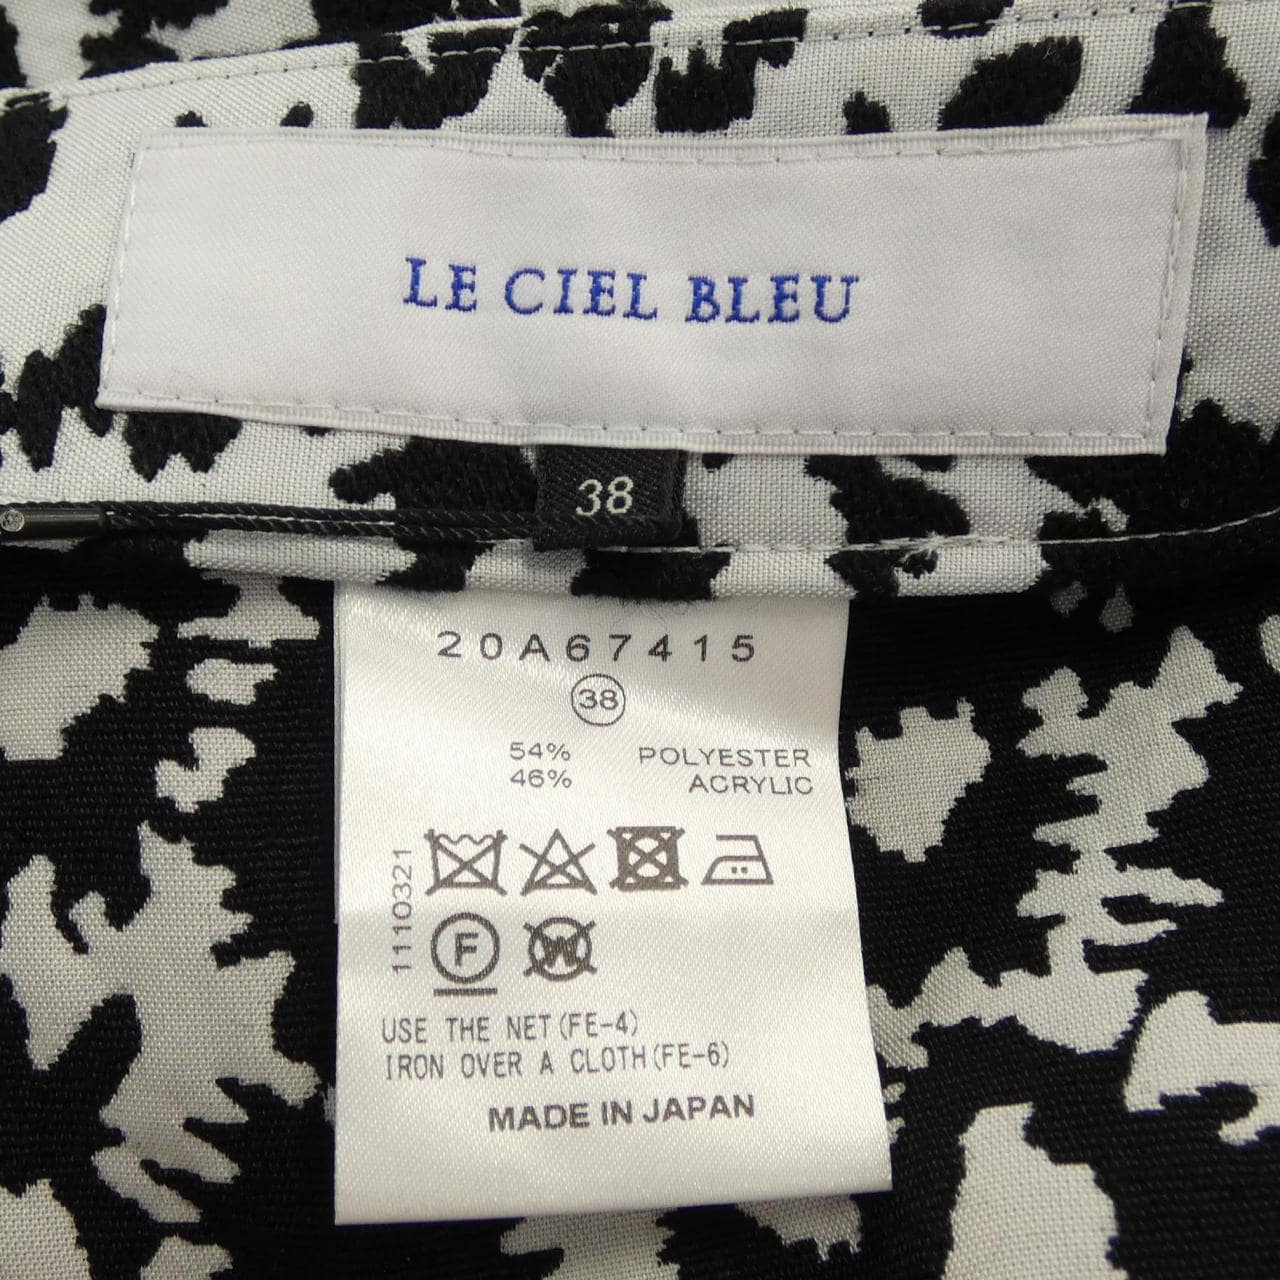 LE CIEL BLEU
38
20A67415
38
54% POLYESTER
46% ACRYLIC
1110321
F W
USE THE NET(FE-4)
IRON OVER A CLOTH(FE-6)
MADE IN JAPAN